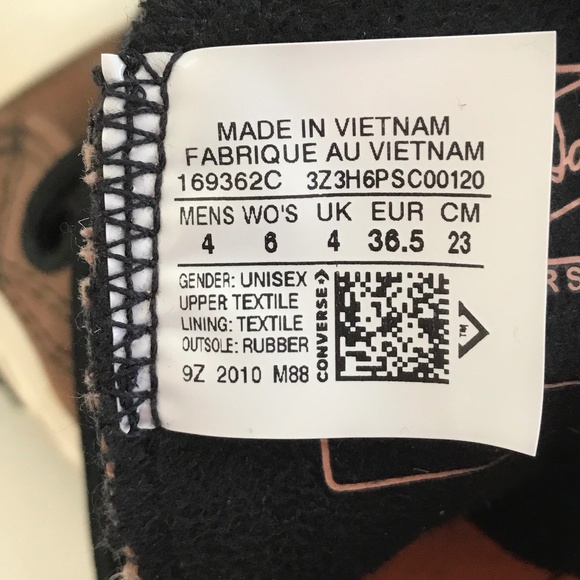 MADE IN VIETNAM
FABRIQUE AU VIETNAM
169362C 3Z3H6PSC00120
MENS WO'S UK EUR CM
4 6 4 36.5 23
GENDER: UNISEX
UPPER TEXTILE
LINING: TEXTILE
OUTSOLE: RUBBER
9Z 2010 M88
CONVERSE
RS